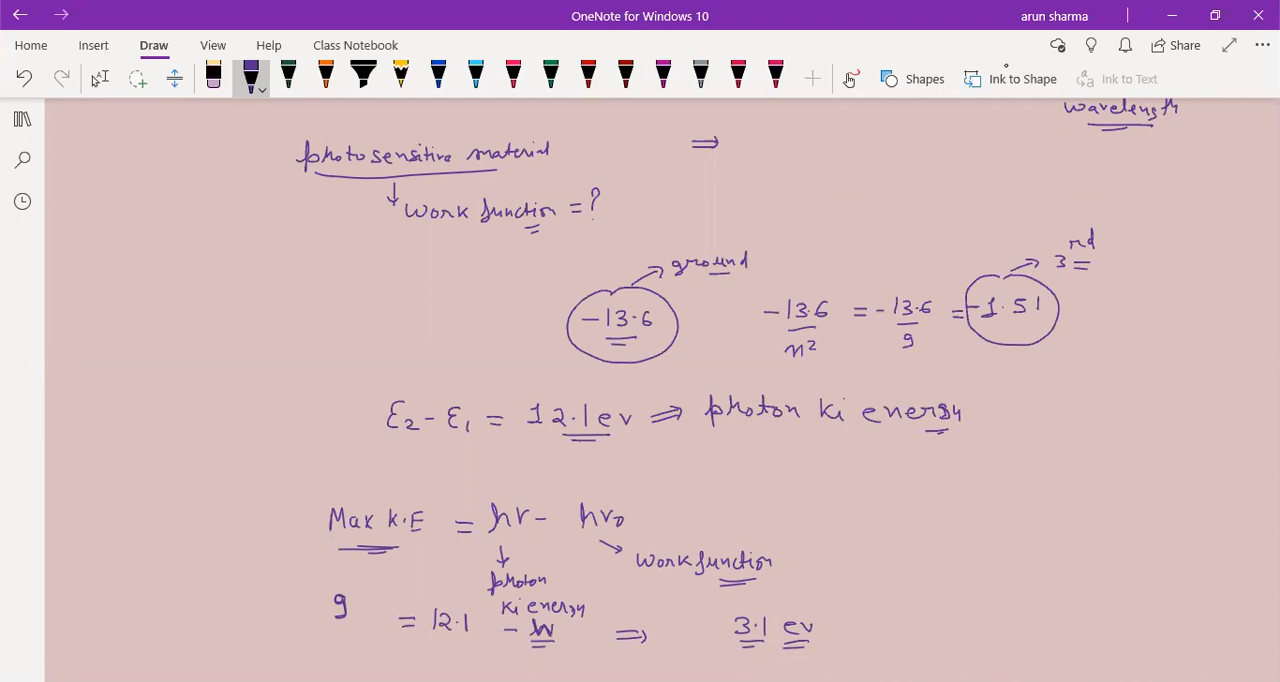 OneNote for Windows 10
arun sharma
Home Insert Draw View Help Class Notebook
Share
Shapes Ink to Shape Ink to Text
wavelength
photosensitive material ⇒
↓ work function = ?
→ ground
→ 3rd
-13.6
-13.6/n² = -13.6/9 = -1.51
E₂ - E₁ = 12.1 ev ⇒ photon ki energy
Max K.E = hν - hν₀
↓ photon ki energy
↘ work function
9 = 12.1 - W ⇒ 3.1 ev